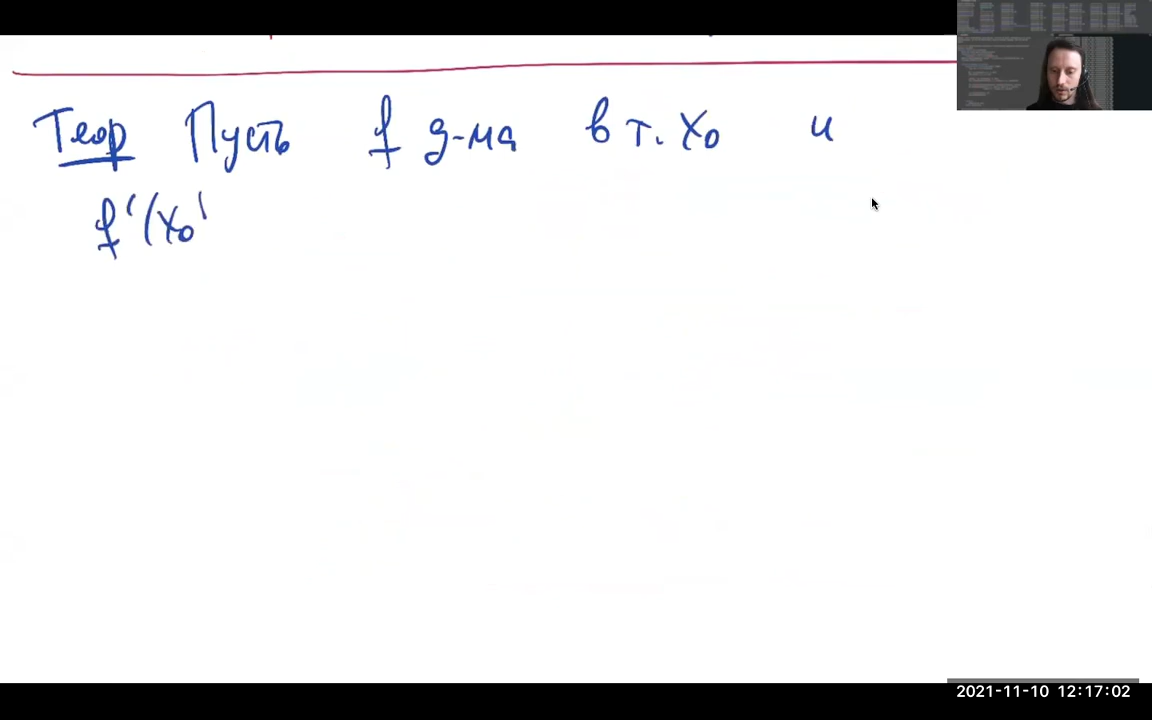 Теор Пусть f д-ма в т. x₀ и
f'(x₀'
2021-11-10 12:17:02